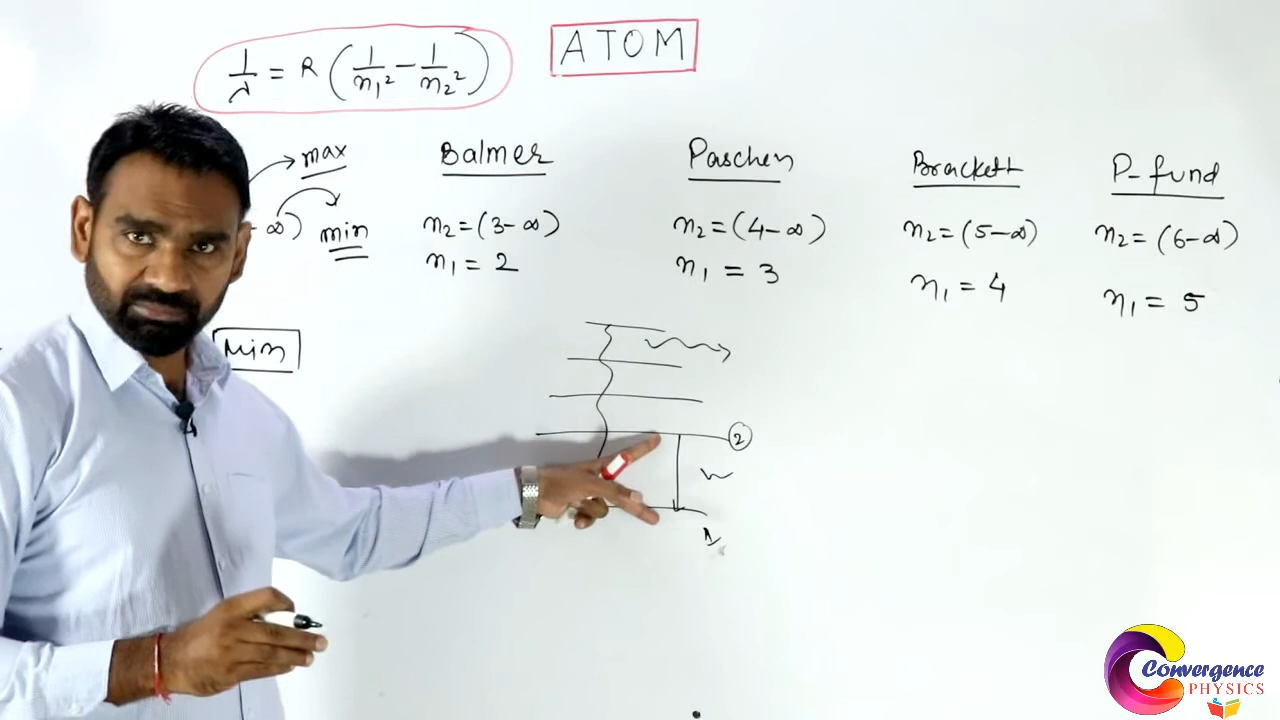 1/λ = R (1/n₁² − 1/n₂²)
ATOM
max
- ∞)
min
Min
Balmer
n₂=(3-∞)
n₁ = 2
Paschen
n₂=(4-∞)
n₁ = 3
Brackett
n₂=(5-∞)
n₁ = 4
P-fund
n₂=(6-∞)
n₁ = 5
2
1
Convergence
PHYSICS